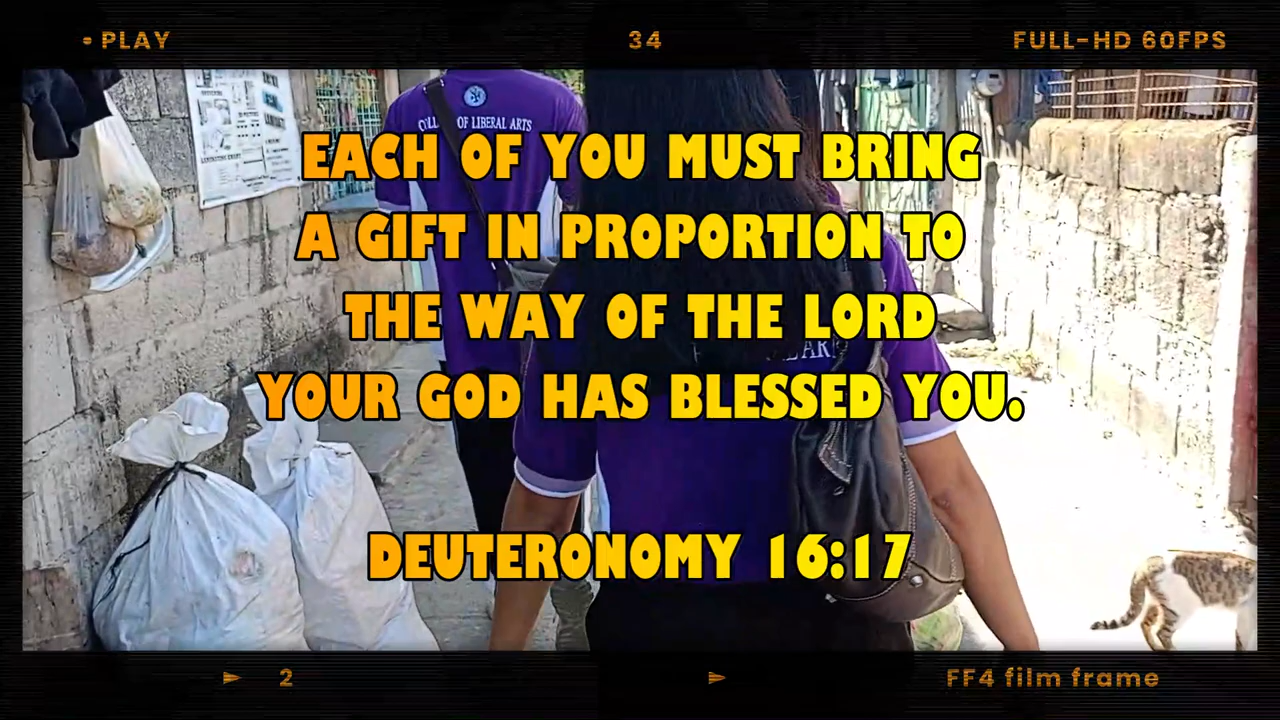 • PLAY
34
FULL-HD 60FPS
OF LIBERAL ARTS
EACH OF YOU MUST BRING
A GIFT IN PROPORTION TO
THE WAY OF THE LORD
YOUR GOD HAS BLESSED YOU.
DEUTERONOMY 16:17
2
FF4 film frame